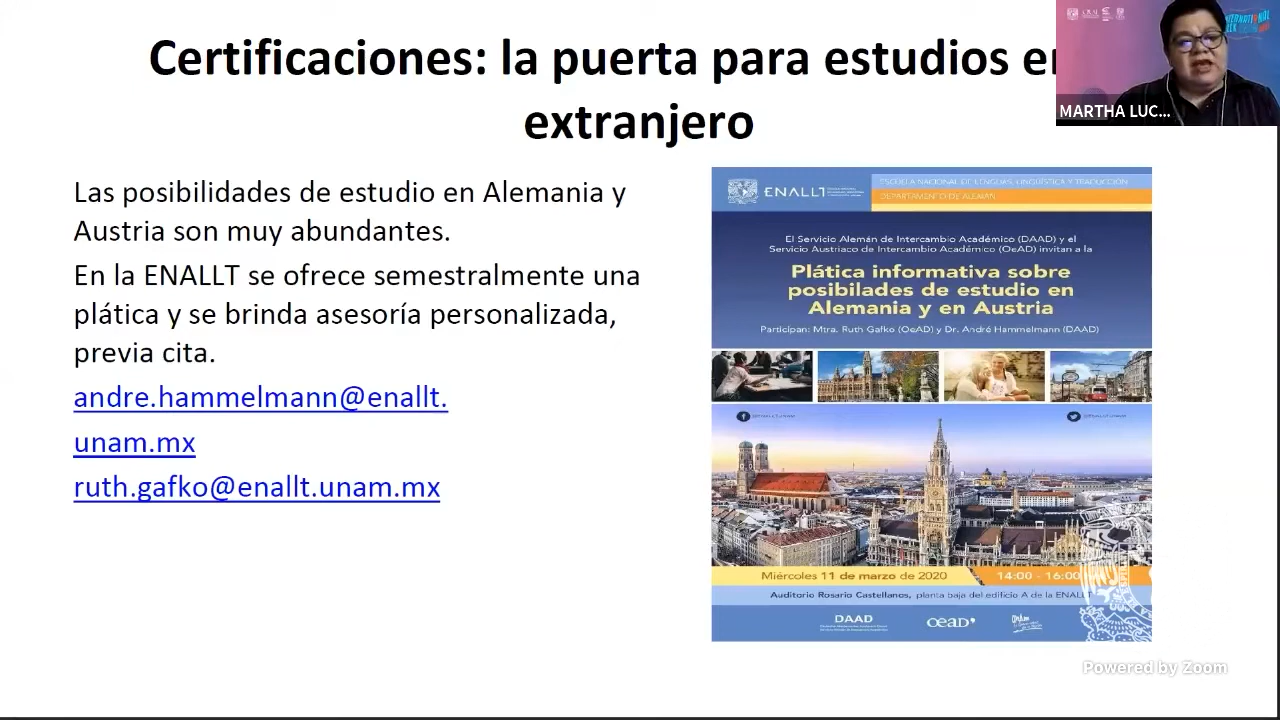 Certificaciones: la puerta para estudios en
extranjero
MARTHA LUC...
Las posibilidades de estudio en Alemania y
Austria son muy abundantes.
En la ENALLT se ofrece semestralmente una
plática y se brinda asesoría personalizada,
previa cita.
andre.hammelmann@enallt.
unam.mx
ruth.gafko@enallt.unam.mx
ENALLT
ESCUELA NACIONAL DE LENGUAS, LINGÜÍSTICA Y TRADUCCIÓN
DEPARTAMENTO DE ALEMÁN
El Servicio Alemán de Intercambio Académico (DAAD) y el
Servicio Austriaco de Intercambio Académico (OeAD) invitan a la
Plática informativa sobre
posibilades de estudio en
Alemania y en Austria
Participan: Mtra. Ruth Gafko (OeAD) y Dr. André Hammelmann (DAAD)
Miércoles 11 de marzo de 2020
14:00 - 16:00
Auditorio Rosario Castellanos, planta baja del edificio A de la ENALLT
DAAD
OeAD
Powered by Zoom